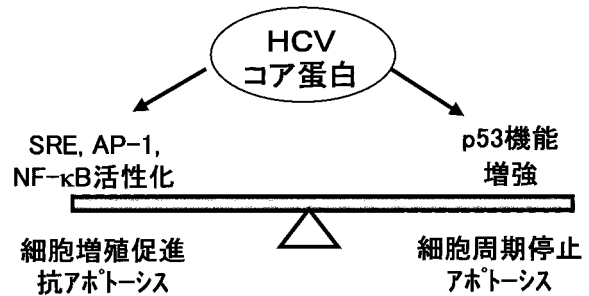 HCV
コア蛋白
SRE, AP-1,
NF-κB活性化
p53機能
増強
細胞増殖促進
抗アポトーシス
細胞周期停止
アポトーシス